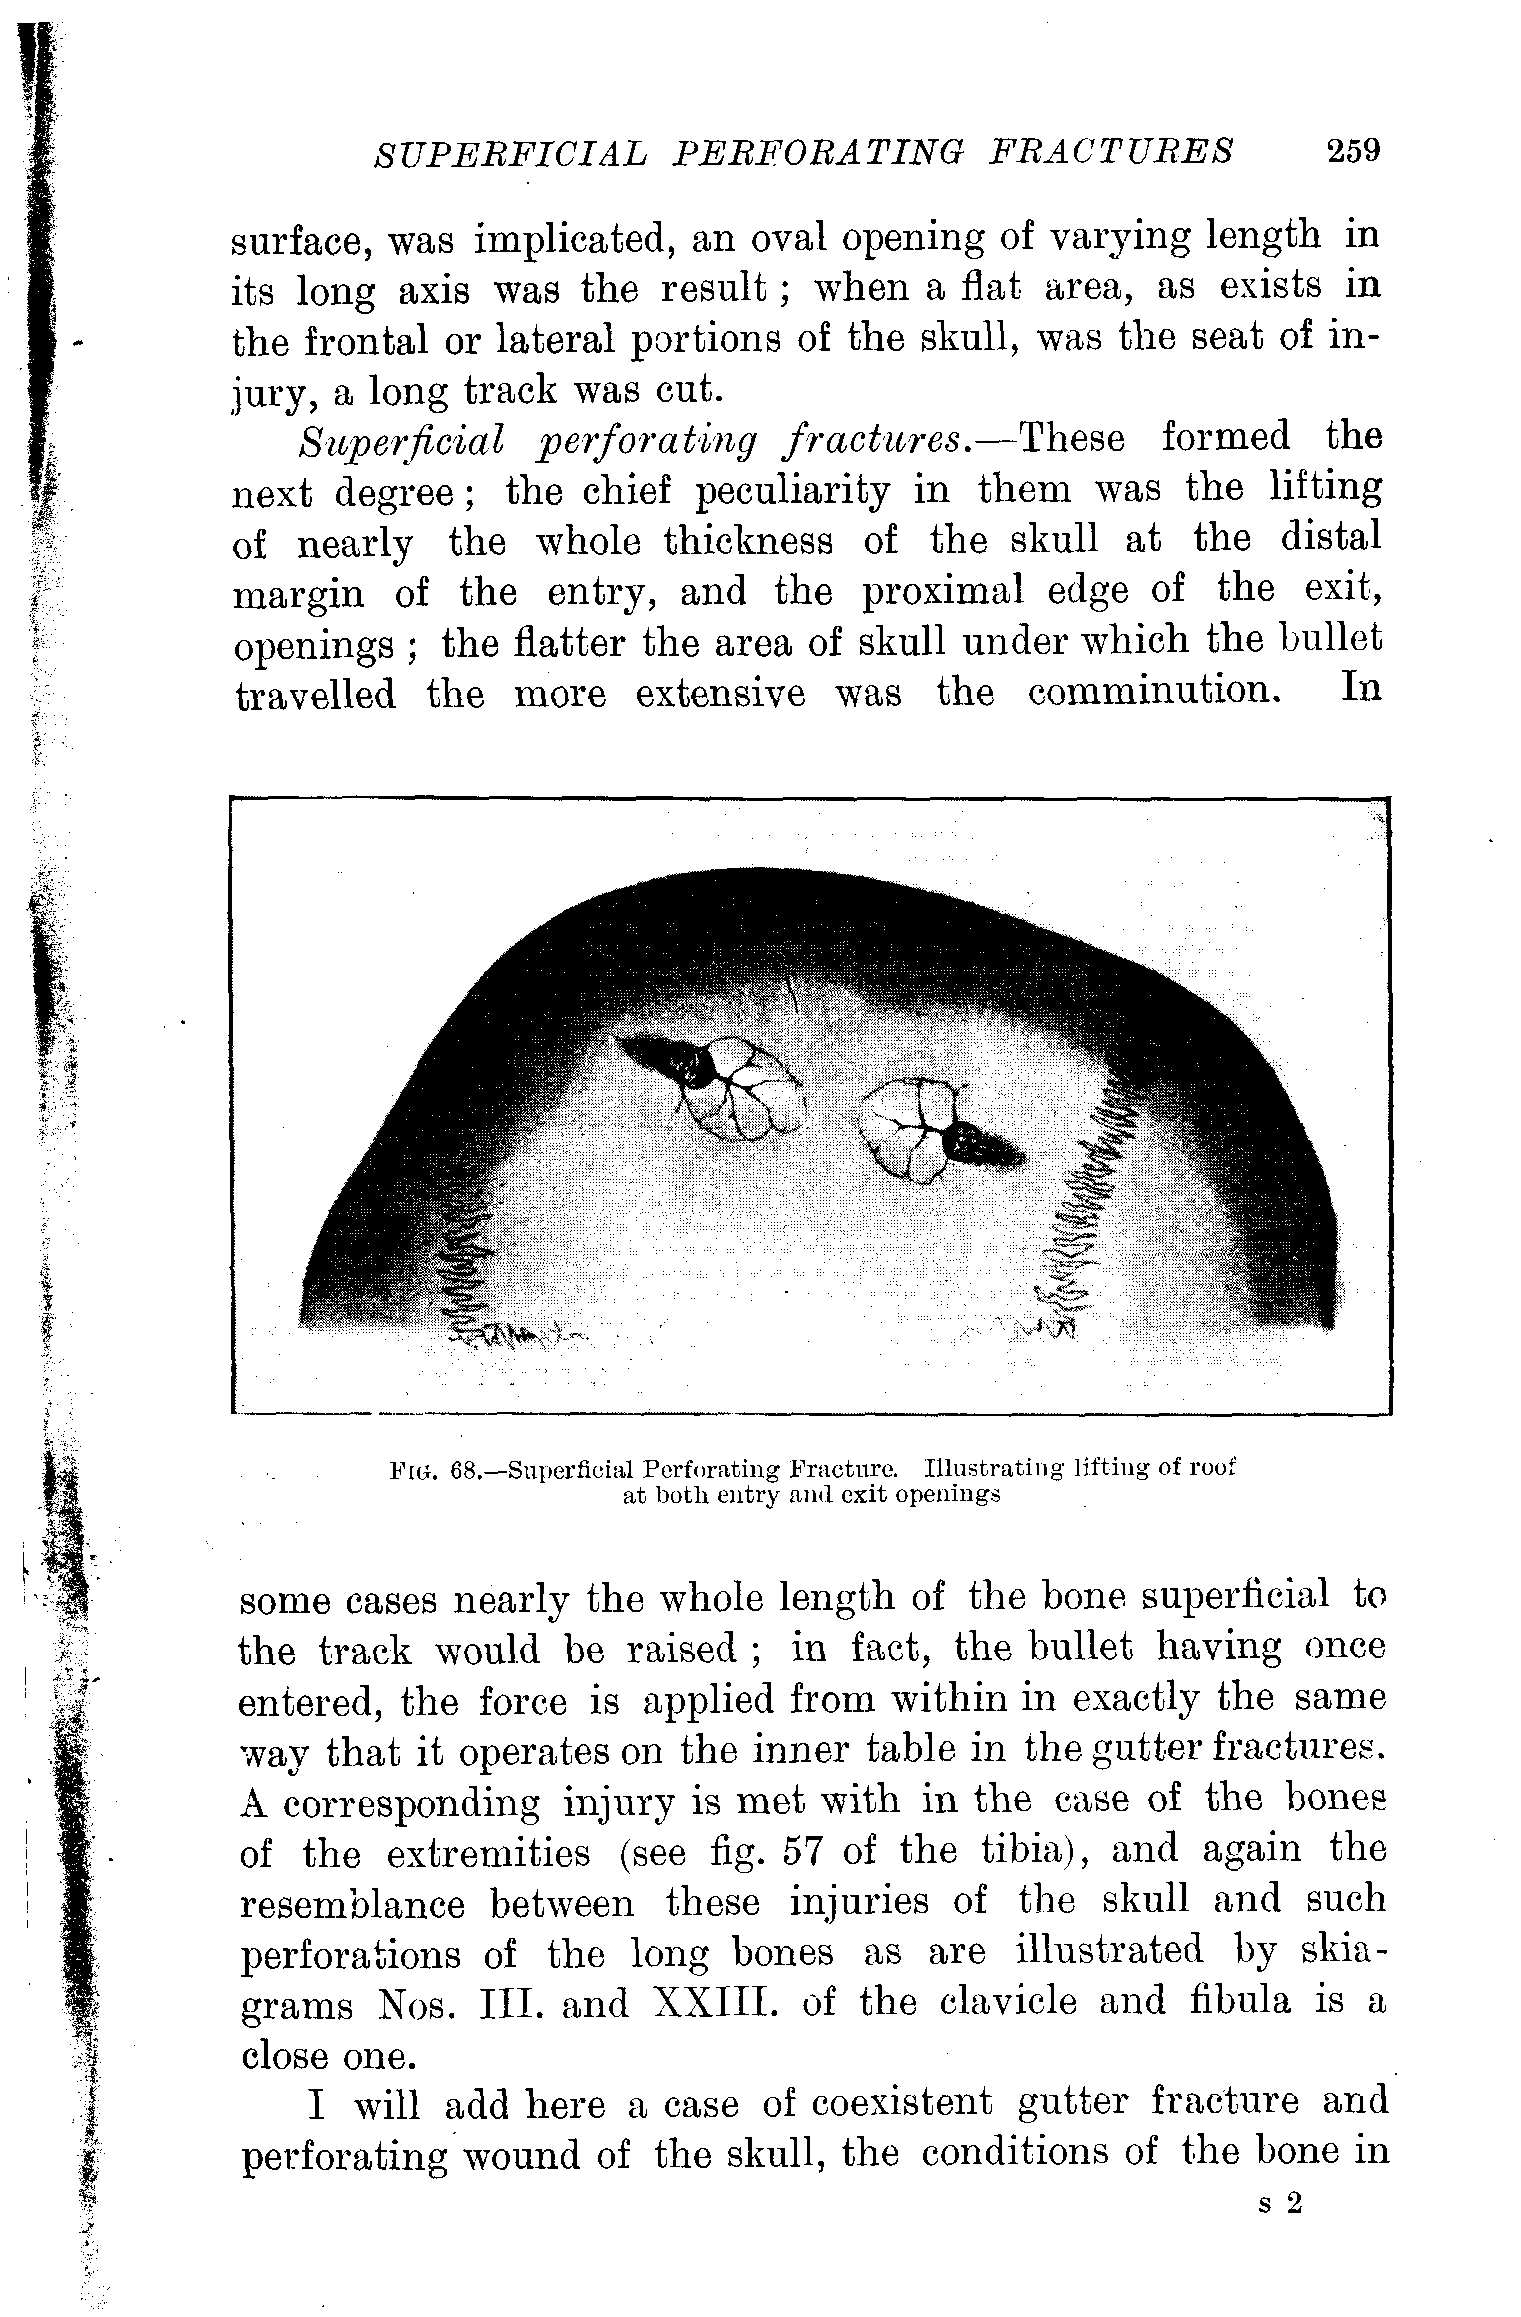 SUPERFICIAL PERFORATING FRACTURES 259
surface, was implicated, an oval opening of varying length in
its long axis was the result ; when a flat area, as exists in
the frontal or lateral portions of the skull, was the seat of in-
jury, a long track was cut.
Superficial perforating fractures.—These formed the
next degree ; the chief peculiarity in them was the lifting
of nearly the whole thickness of the skull at the distal
margin of the entry, and the proximal edge of the exit,
openings ; the flatter the area of skull under which the bullet
travelled the more extensive was the comminution. In
FIG. 68.—Superficial Perforating Fracture. Illustrating lifting of roof
at both entry and exit openings
some cases nearly the whole length of the bone superficial to
the track would be raised ; in fact, the bullet having once
entered, the force is applied from within in exactly the same
way that it operates on the inner table in the gutter fractures.
A corresponding injury is met with in the case of the bones
of the extremities (see fig. 57 of the tibia), and again the
resemblance between these injuries of the skull and such
perforations of the long bones as are illustrated by skia-
grams Nos. III. and XXIII. of the clavicle and fibula is a
close one.
I will add here a case of coexistent gutter fracture and
perforating wound of the skull, the conditions of the bone in
s 2